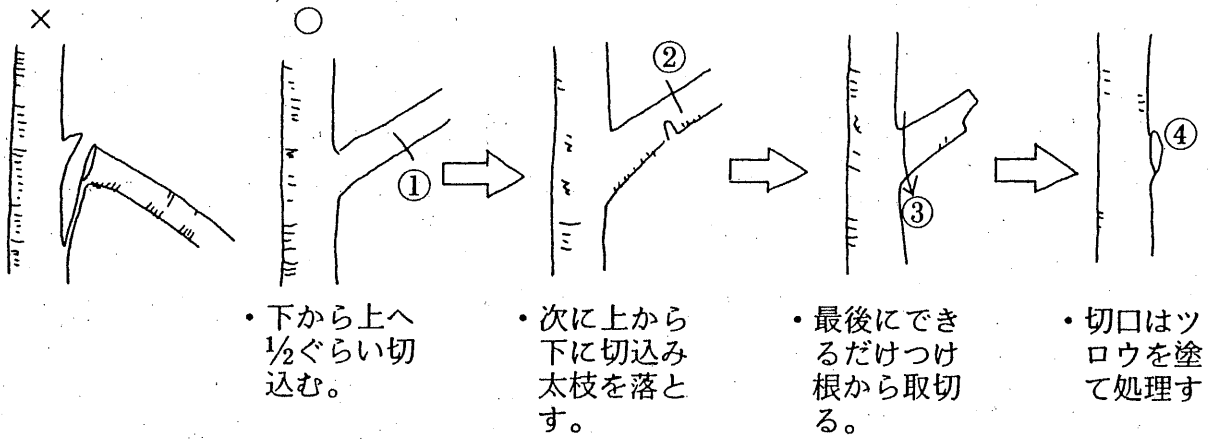 ×
○
①
②
③
④
・下から上へ
½ぐらい切
込む。
・次に上から
下に切込み
太枝を落と
す。
・最後にでき
るだけつけ
根から取切
る。
・切口はツ
ロウを塗
て処理す